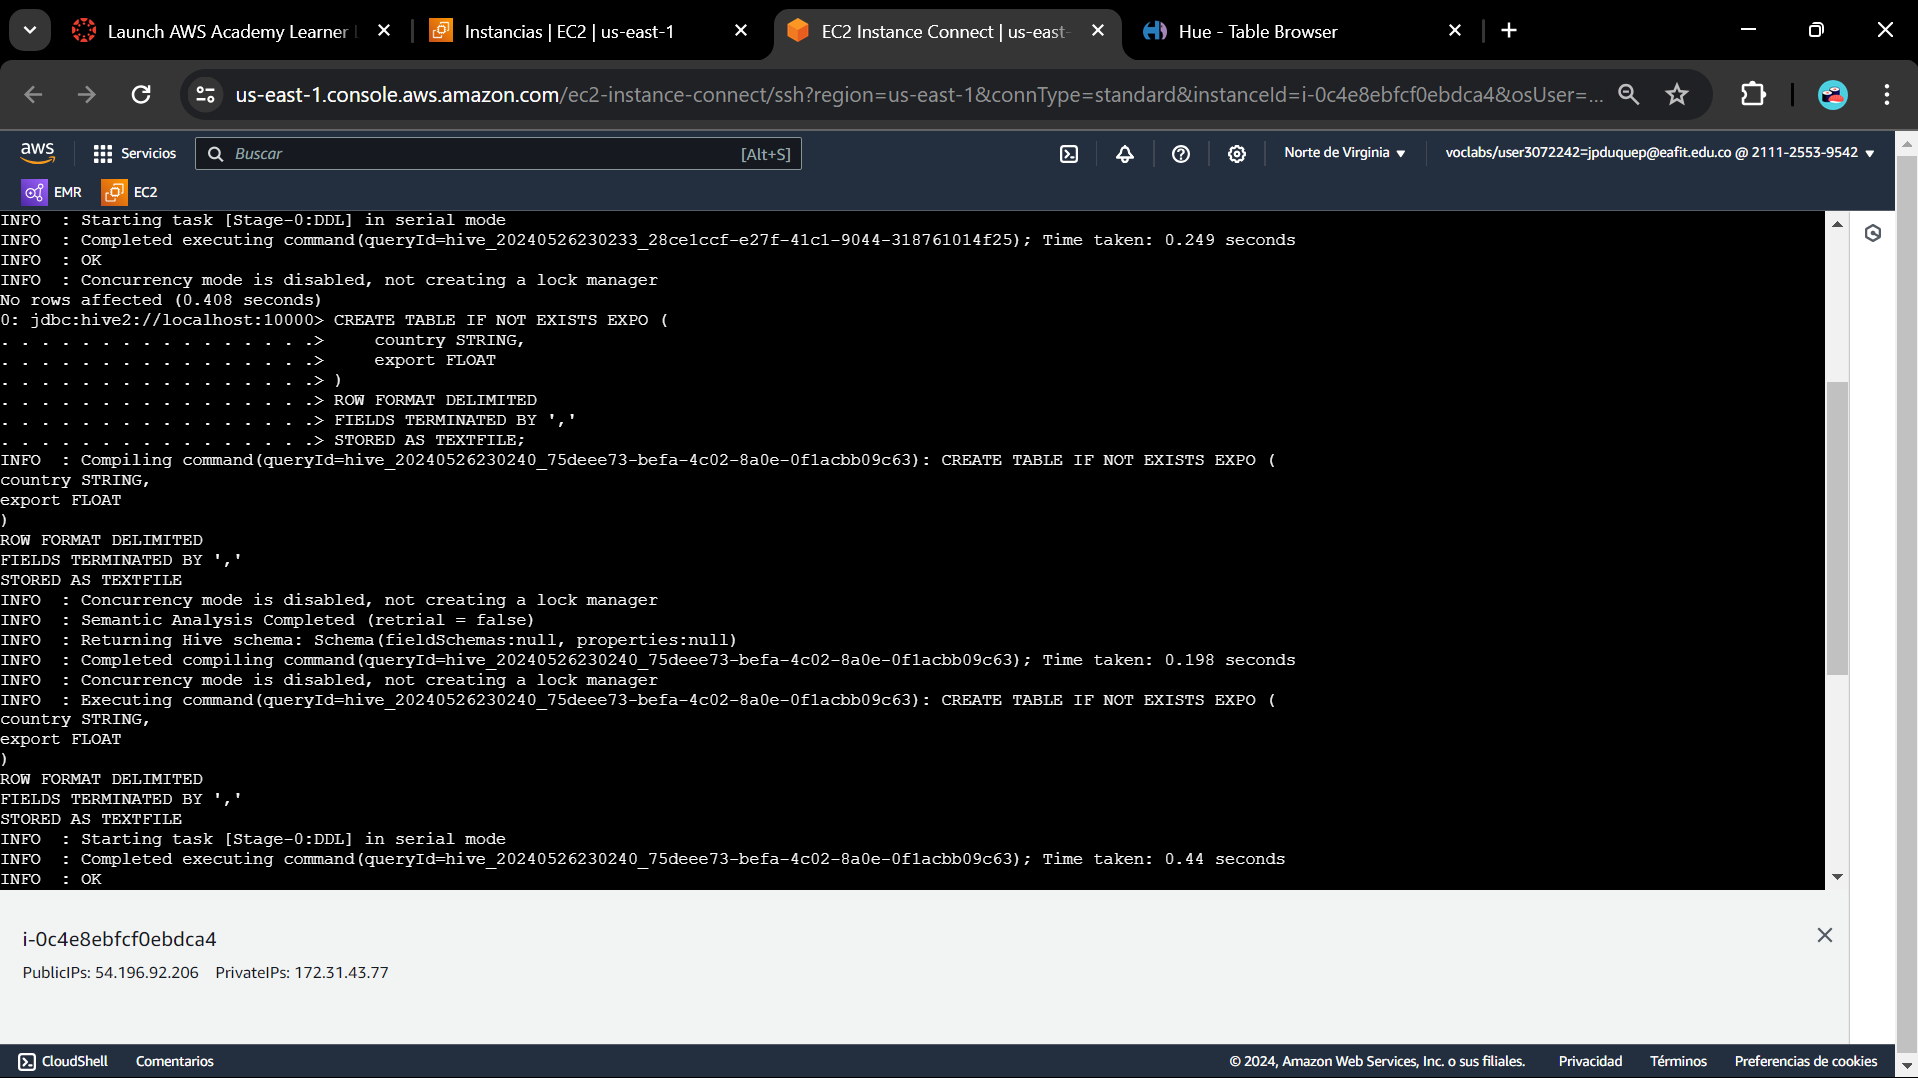 Launch AWS Academy Learner
Instancias | EC2 | us-east-1
EC2 Instance Connect | us-east-
Hue - Table Browser
us-east-1.console.aws.amazon.com/ec2-instance-connect/ssh?region=us-east-1&connType=standard&instanceId=i-0c4e8ebfcf0ebdca4&osUser=...
aws
Servicios
Buscar
[Alt+S]
Norte de Virginia
voclabs/user3072242=jpduquep@eafit.edu.co @ 2111-2553-9542
EMR
EC2
INFO  : Starting task [Stage-0:DDL] in serial mode
INFO  : Completed executing command(queryId=hive_20240526230233_28ce1ccf-e27f-41c1-9044-318761014f25); Time taken: 0.249 seconds
INFO  : OK
INFO  : Concurrency mode is disabled, not creating a lock manager
No rows affected (0.408 seconds)
0: jdbc:hive2://localhost:10000> CREATE TABLE IF NOT EXISTS EXPO (
. . . . . . . . . . . . . . . .>     country STRING,
. . . . . . . . . . . . . . . .>     export FLOAT
. . . . . . . . . . . . . . . .> )
. . . . . . . . . . . . . . . .> ROW FORMAT DELIMITED
. . . . . . . . . . . . . . . .> FIELDS TERMINATED BY ','
. . . . . . . . . . . . . . . .> STORED AS TEXTFILE;
INFO  : Compiling command(queryId=hive_20240526230240_75deee73-befa-4c02-8a0e-0f1acbb09c63): CREATE TABLE IF NOT EXISTS EXPO (
country STRING,
export FLOAT
)
ROW FORMAT DELIMITED
FIELDS TERMINATED BY ','
STORED AS TEXTFILE
INFO  : Concurrency mode is disabled, not creating a lock manager
INFO  : Semantic Analysis Completed (retrial = false)
INFO  : Returning Hive schema: Schema(fieldSchemas:null, properties:null)
INFO  : Completed compiling command(queryId=hive_20240526230240_75deee73-befa-4c02-8a0e-0f1acbb09c63); Time taken: 0.198 seconds
INFO  : Concurrency mode is disabled, not creating a lock manager
INFO  : Executing command(queryId=hive_20240526230240_75deee73-befa-4c02-8a0e-0f1acbb09c63): CREATE TABLE IF NOT EXISTS EXPO (
country STRING,
export FLOAT
)
ROW FORMAT DELIMITED
FIELDS TERMINATED BY ','
STORED AS TEXTFILE
INFO  : Starting task [Stage-0:DDL] in serial mode
INFO  : Completed executing command(queryId=hive_20240526230240_75deee73-befa-4c02-8a0e-0f1acbb09c63); Time taken: 0.44 seconds
INFO  : OK
i-0c4e8ebfcf0ebdca4
PublicIPs: 54.196.92.206    PrivateIPs: 172.31.43.77
CloudShell
Comentarios
© 2024, Amazon Web Services, Inc. o sus filiales.
Privacidad
Términos
Preferencias de cookies